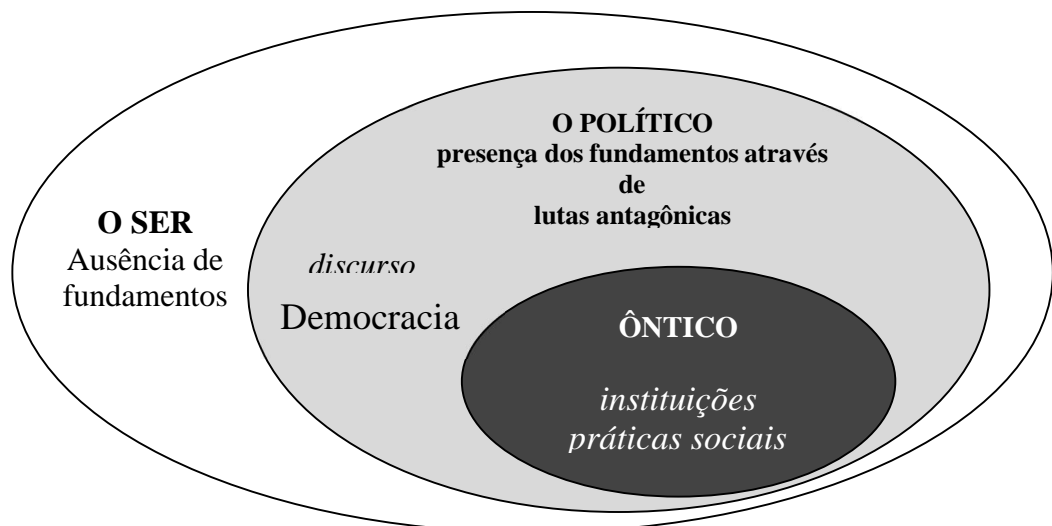 O POLÍTICO
presença dos fundamentos através
de
lutas antagônicas
O SER
Ausência de
fundamentos
discurso
Democracia
ÔNTICO
instituições
práticas sociais